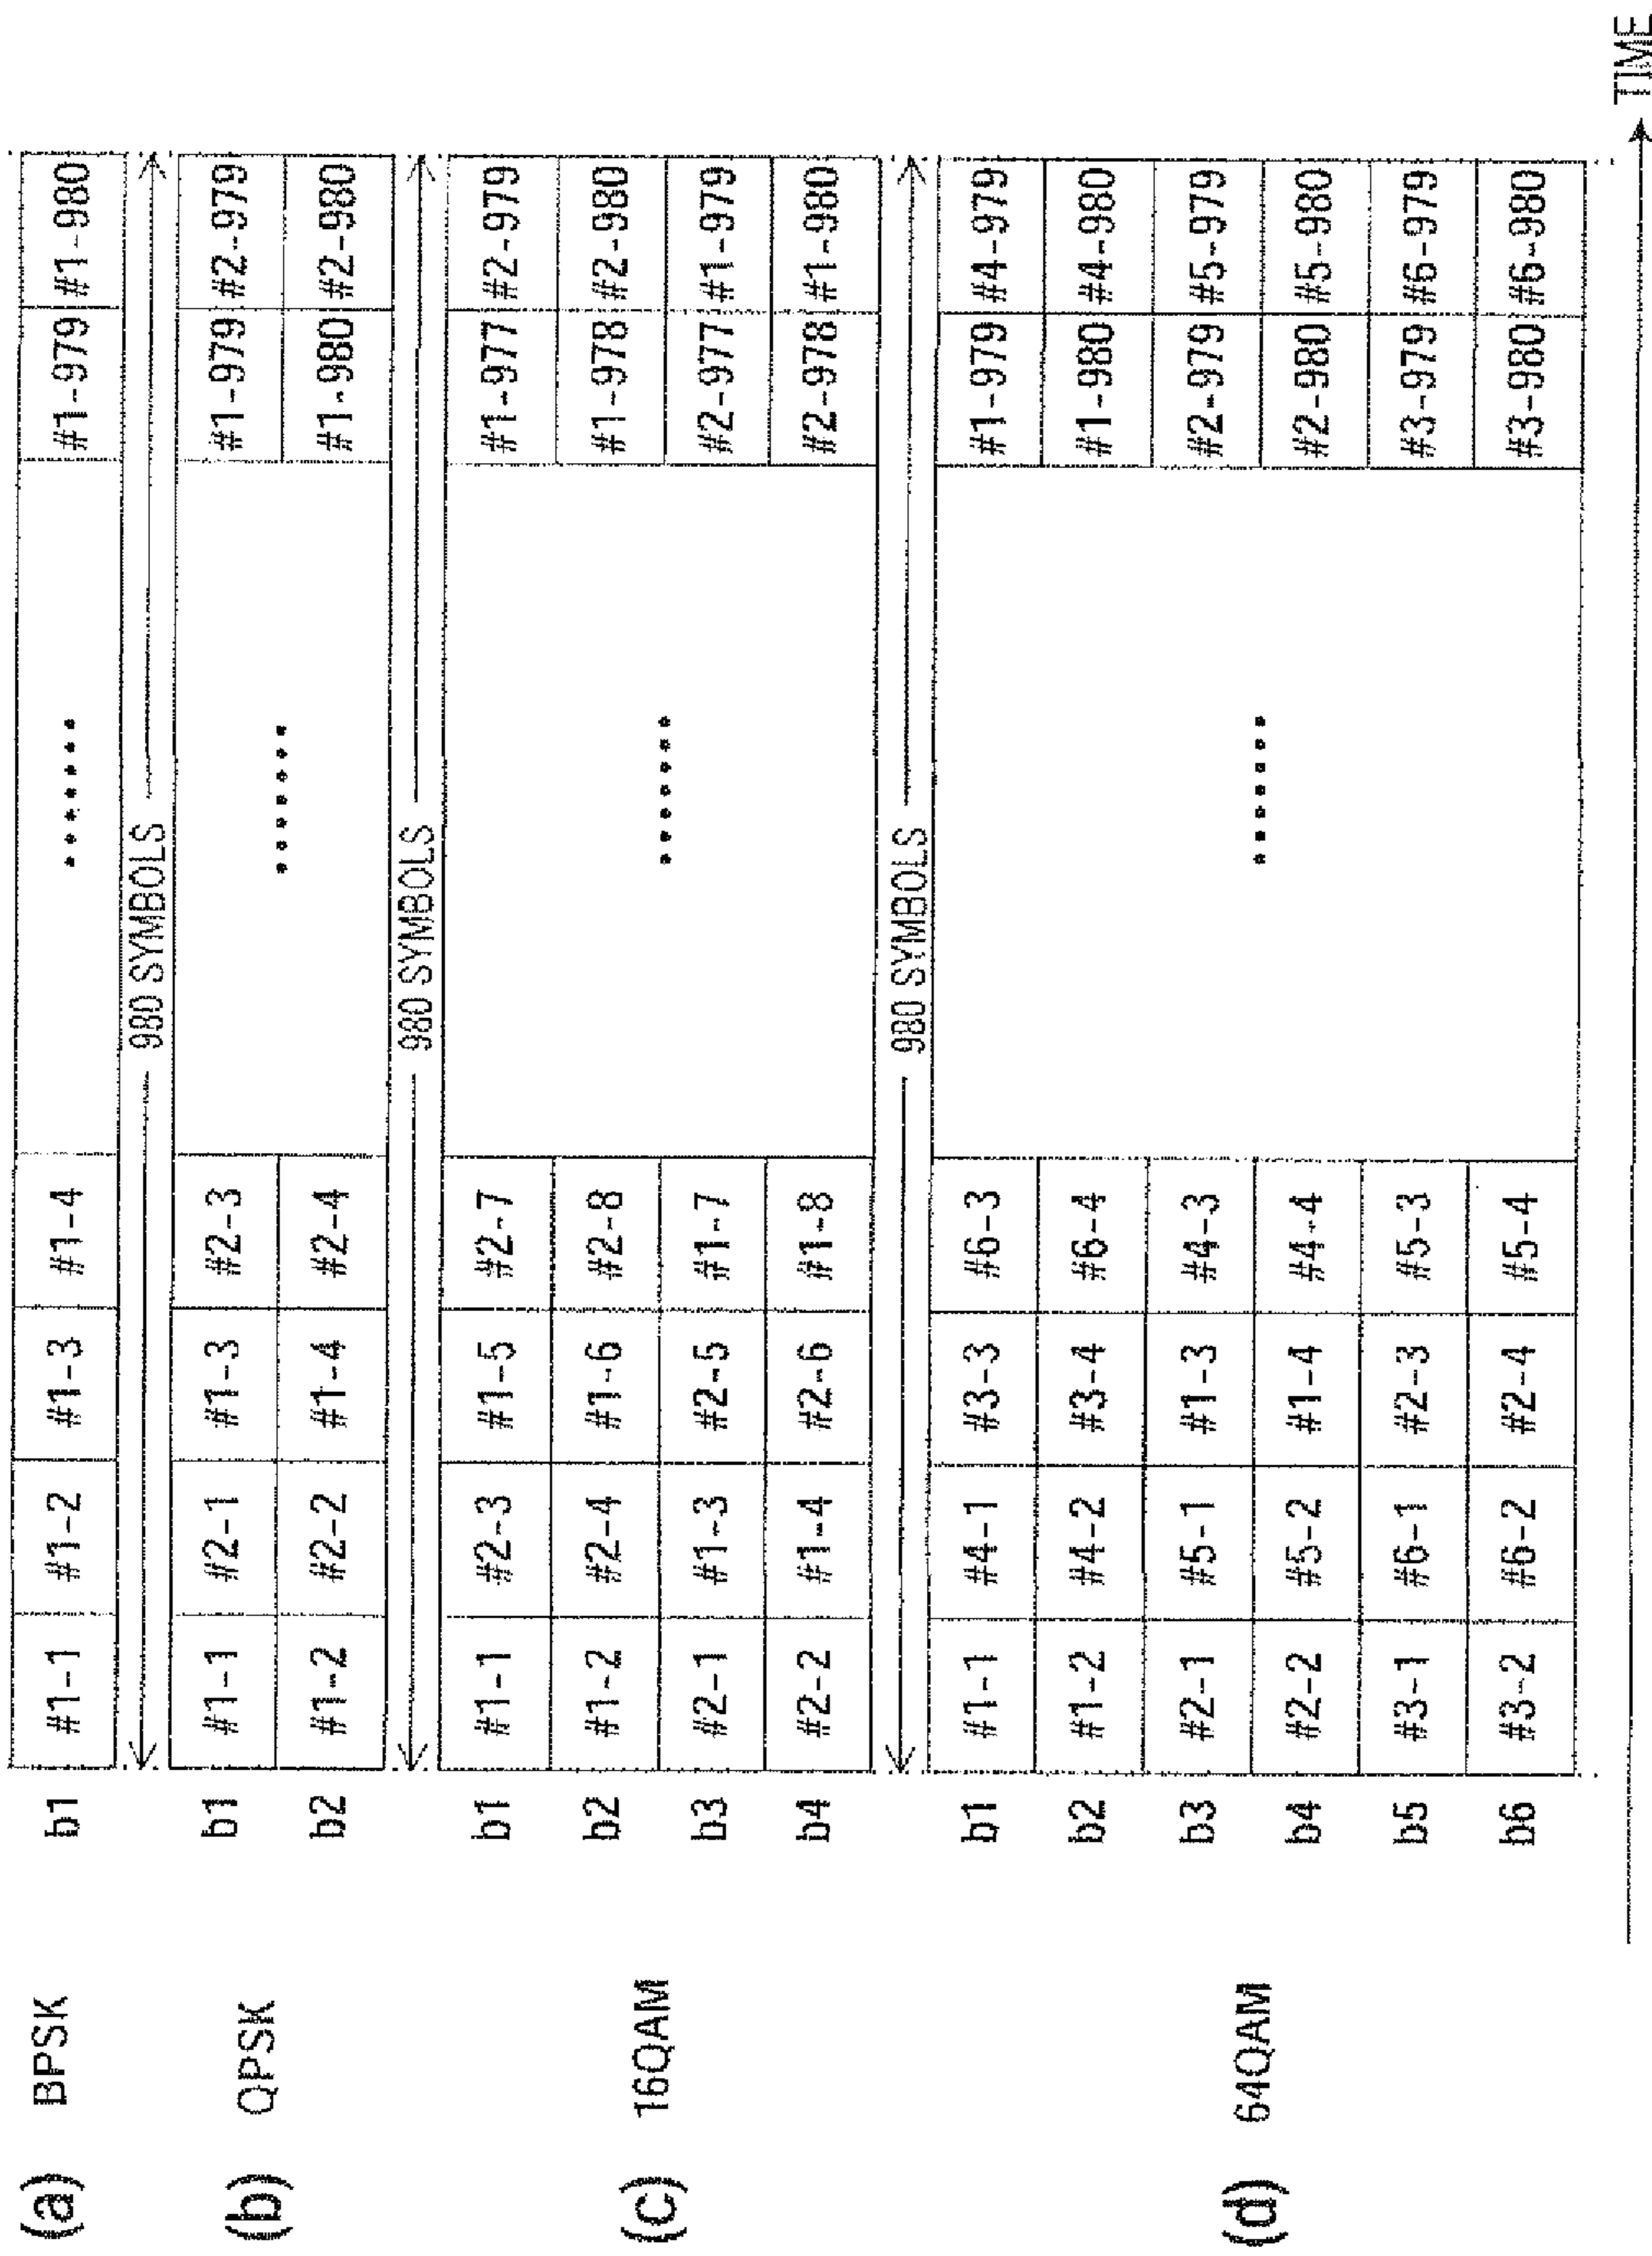 (a) BPSK
b1 #1-1 #1-2 #1-3 #1-4 ······· #1-979 #1-980
980 SYMBOLS
(b) QPSK
b1 #1-1 #2-1 #1-3 #2-3 ······· #1-979 #2-979
b2 #1-2 #2-2 #1-4 #2-4 #1-980 #2-980
980 SYMBOLS
(c) 16QAM
b1 #1-1 #2-3 #1-5 #2-7 ······· #1-977 #2-979
b2 #1-2 #2-4 #1-6 #2-8 #1-978 #2-980
b3 #2-1 #1-3 #2-5 #1-7 #2-977 #1-979
b4 #2-2 #1-4 #2-6 #1-8 #2-978 #1-980
980 SYMBOLS
(d) 64QAM
b1 #1-1 #4-1 #3-3 #6-3 ······· #1-979 #4-979
b2 #1-2 #4-2 #3-4 #6-4 #1-980 #4-980
b3 #2-1 #5-1 #1-3 #4-3 #2-979 #5-979
b4 #2-2 #5-2 #1-4 #4-4 #2-980 #5-980
b5 #3-1 #6-1 #2-3 #5-3 #3-979 #6-979
b6 #3-2 #6-2 #2-4 #5-4 #3-980 #6-980
TIME